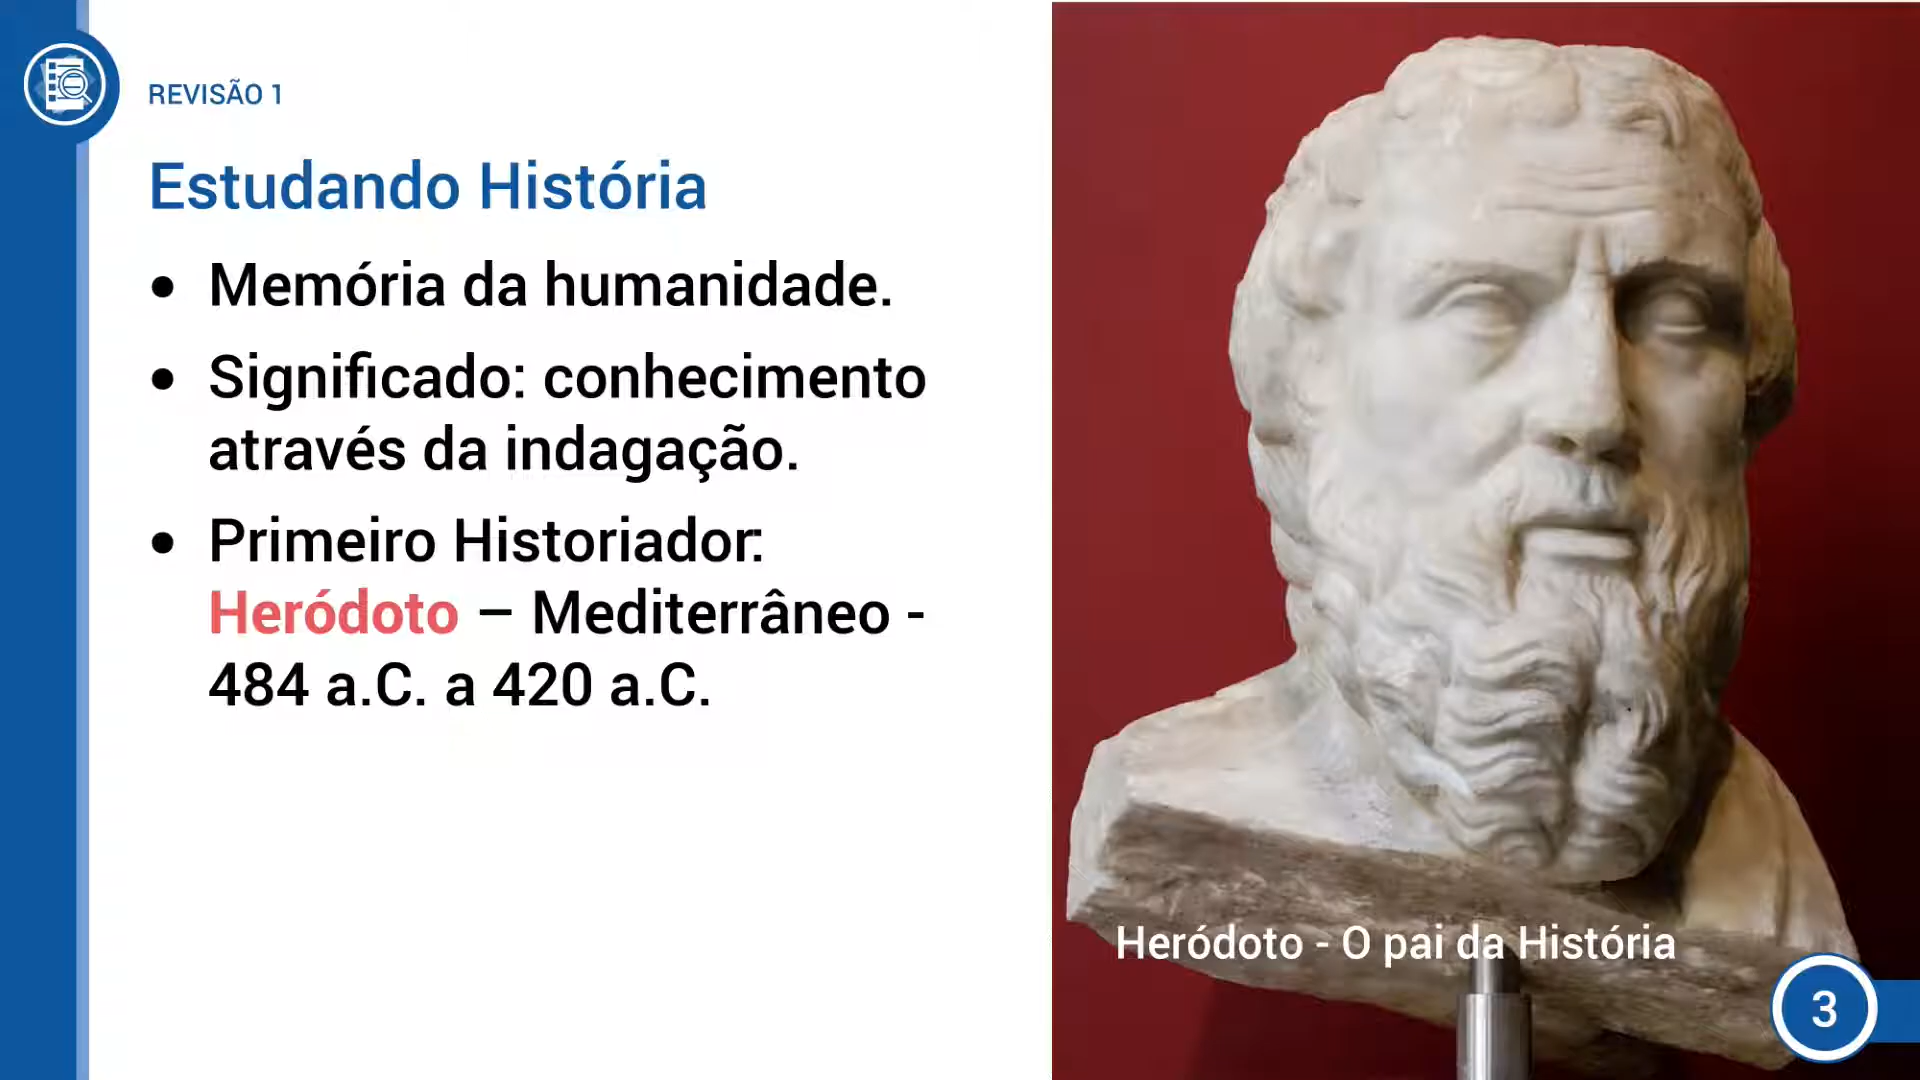 REVISÃO 1
Estudando História
• Memória da humanidade.
• Significado: conhecimento
através da indagação.
• Primeiro Historiador:
Heródoto – Mediterrâneo -
484 a.C. a 420 a.C.
Heródoto - O pai da História
3